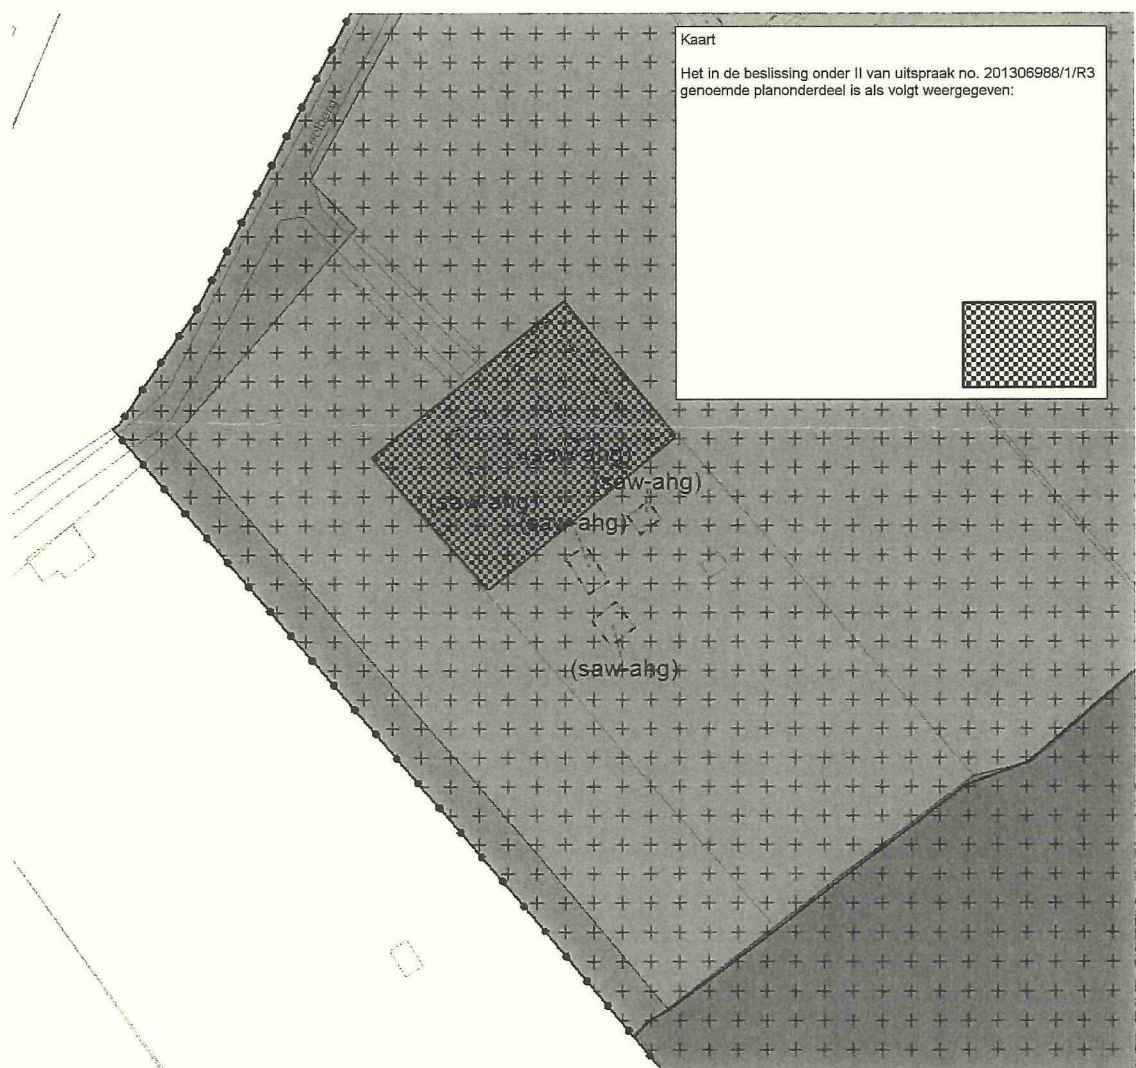 Kaart
Het in de beslissing onder II van uitspraak no. 201306988/1/R3
genoemde planonderdeel is als volgt weergegeven:
(saw-ahg)
(saw-ahg)
(saw-ahg)
(saw-ahg)
(saw-ahg)